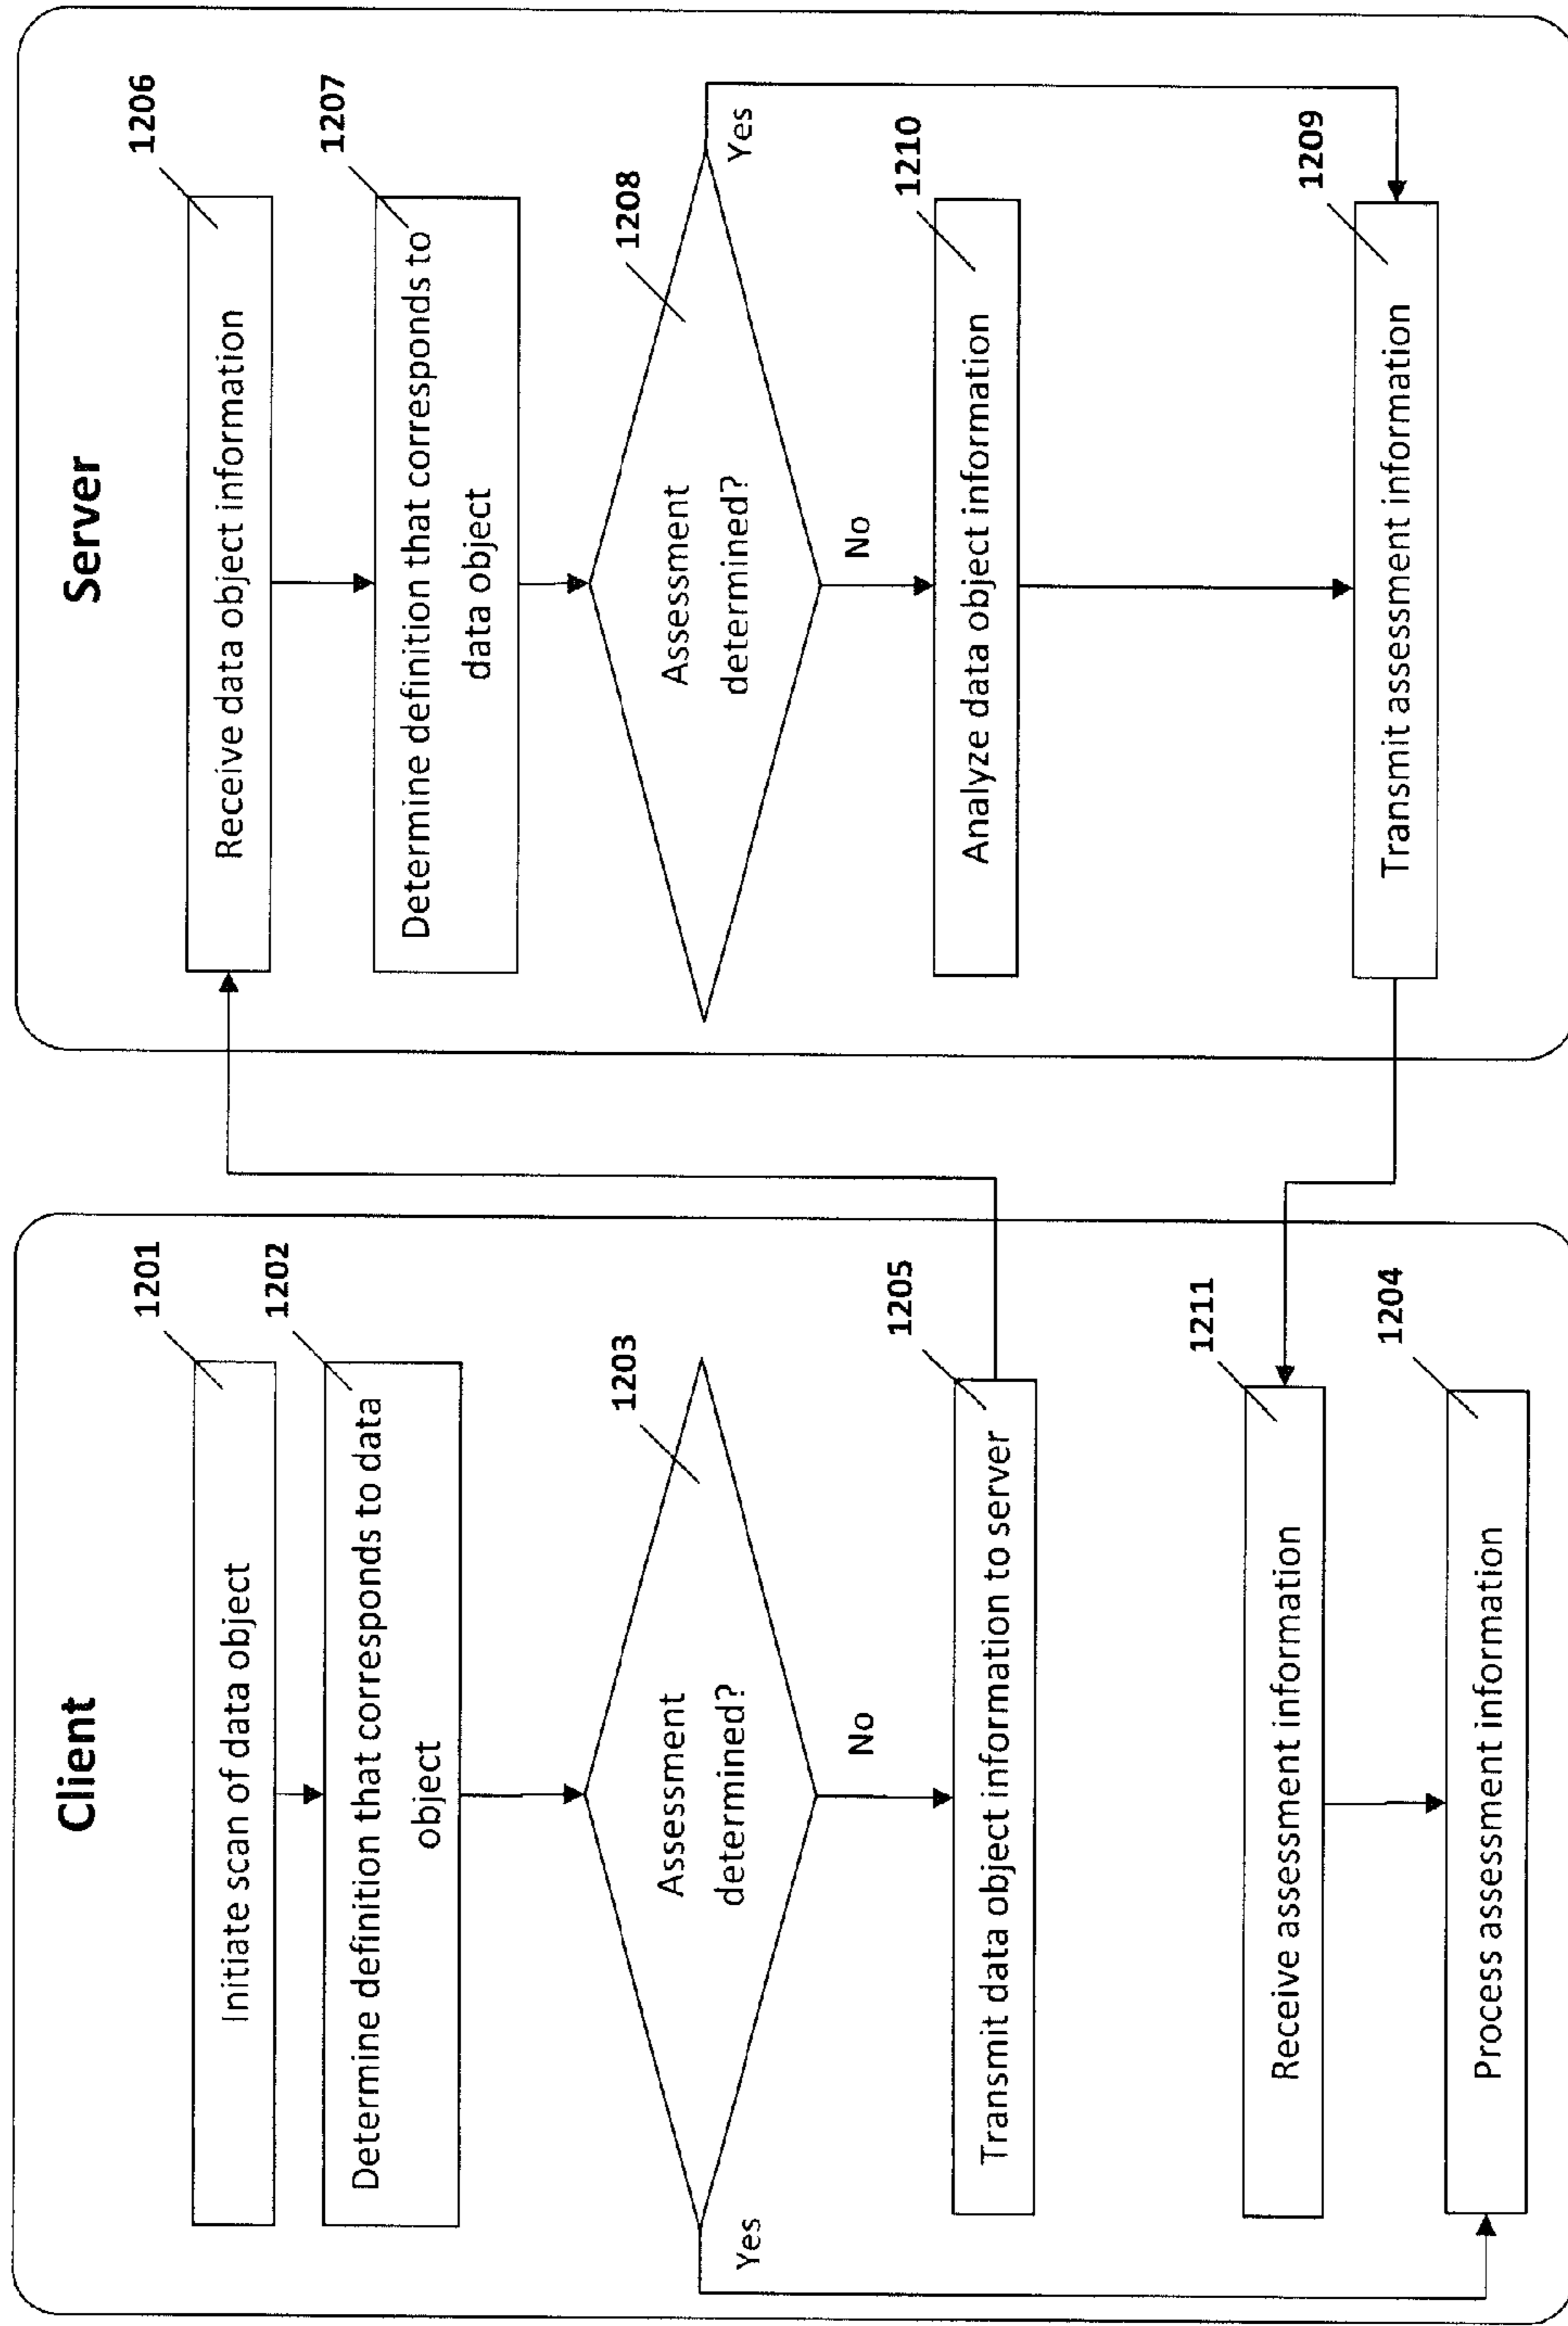 Client
1201
Initiate scan of data object
1202
Determine definition that corresponds to data
object
1203
Assessment
determined?
Yes
No
1205
Transmit data object information to server
1211
Receive assessment information
1204
Process assessment information
Server
1206
Receive data object information
1207
Determine definition that corresponds to
data object
1208
Assessment
determined?
Yes
No
1210
Analyze data object information
1209
Transmit assessment information